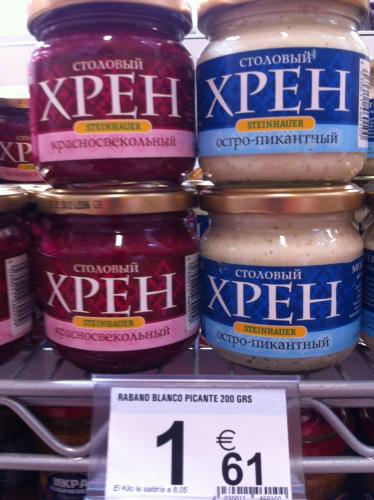 СТОЛОВЫЙ
ХРЕН
STEINHAUER
красносвекольный
СТОЛОВЫЙ
ХРЕН
STEINHAUER
остро-пикантный
СТОЛОВЫЙ
ХРЕН
STEINHAUER
красносвекольный
СТОЛОВЫЙ
ХРЕН
STEINHAUER
остро-пикантный
RABANO BLANCO PICANTE 200 GRS
1 € 61
El Kilo le saldría a 8,05
ИКРА